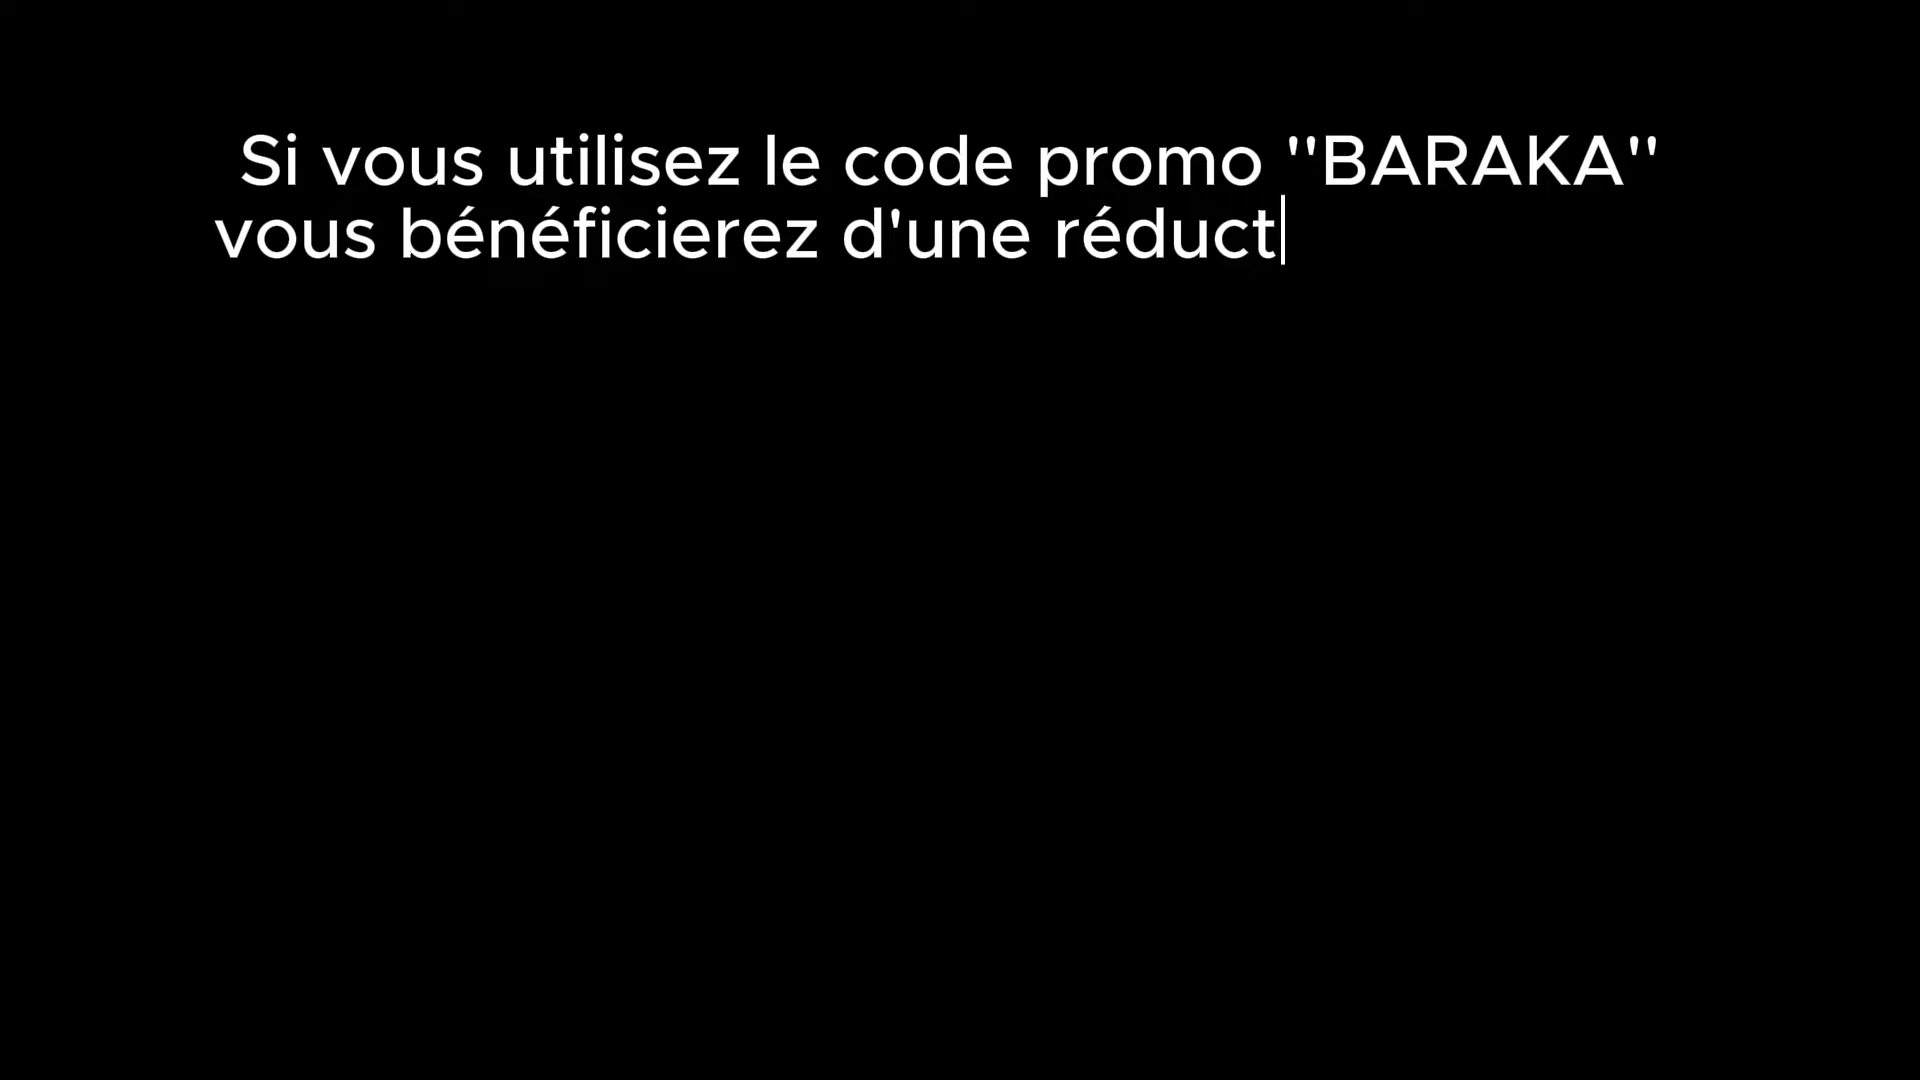 Si vous utilisez le code promo "BARAKA"
vous bénéficierez d'une réduct